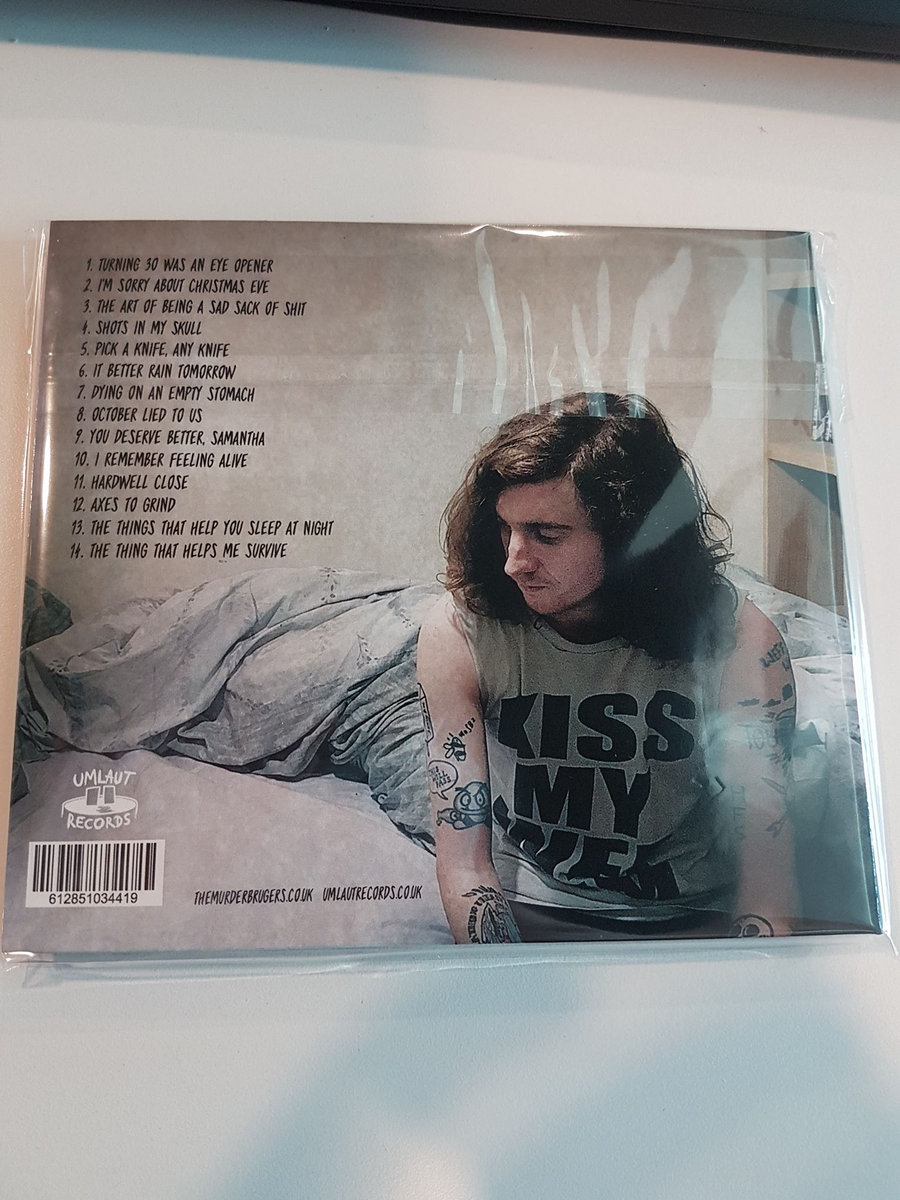 1. TURNING 30 WAS AN EYE OPENER
2. I'M SORRY ABOUT CHRISTMAS EVE
3. THE ART OF BEING A SAD SACK OF SHIT
4. SHOTS IN MY SKULL
5. PICK A KNIFE, ANY KNIFE
6. IT BETTER RAIN TOMORROW
7. DYING ON AN EMPTY STOMACH
8. OCTOBER LIED TO US
9. YOU DESERVE BETTER, SAMANTHA
10. I REMEMBER FEELING ALIVE
11. HARDWELL CLOSE
12. AXES TO GRIND
13. THE THINGS THAT HELP YOU SLEEP AT NIGHT
14. THE THING THAT HELPS ME SURVIVE
KISS
MY
UMLAUT
RECORDS
612851034419
THEMURDERBRUGERS.CO.UK UMLAUTRECORDS.CO.UK